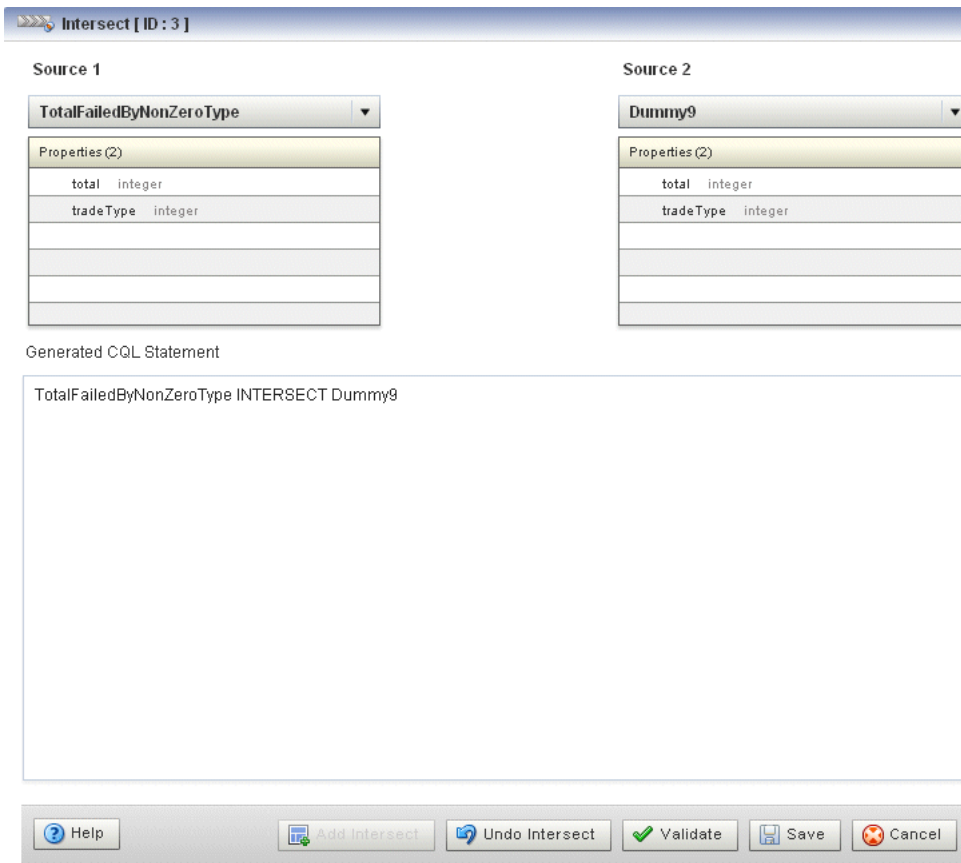 Intersect [ ID : 3 ]
Source 1
Source 2
TotalFailedByNonZeroType
Dummy9
Properties (2)
Properties (2)
total integer
total integer
tradeType integer
tradeType integer
Generated CQL Statement
TotalFailedByNonZeroType INTERSECT Dummy9
Help
Add Intersect
Undo Intersect
Validate
Save
Cancel